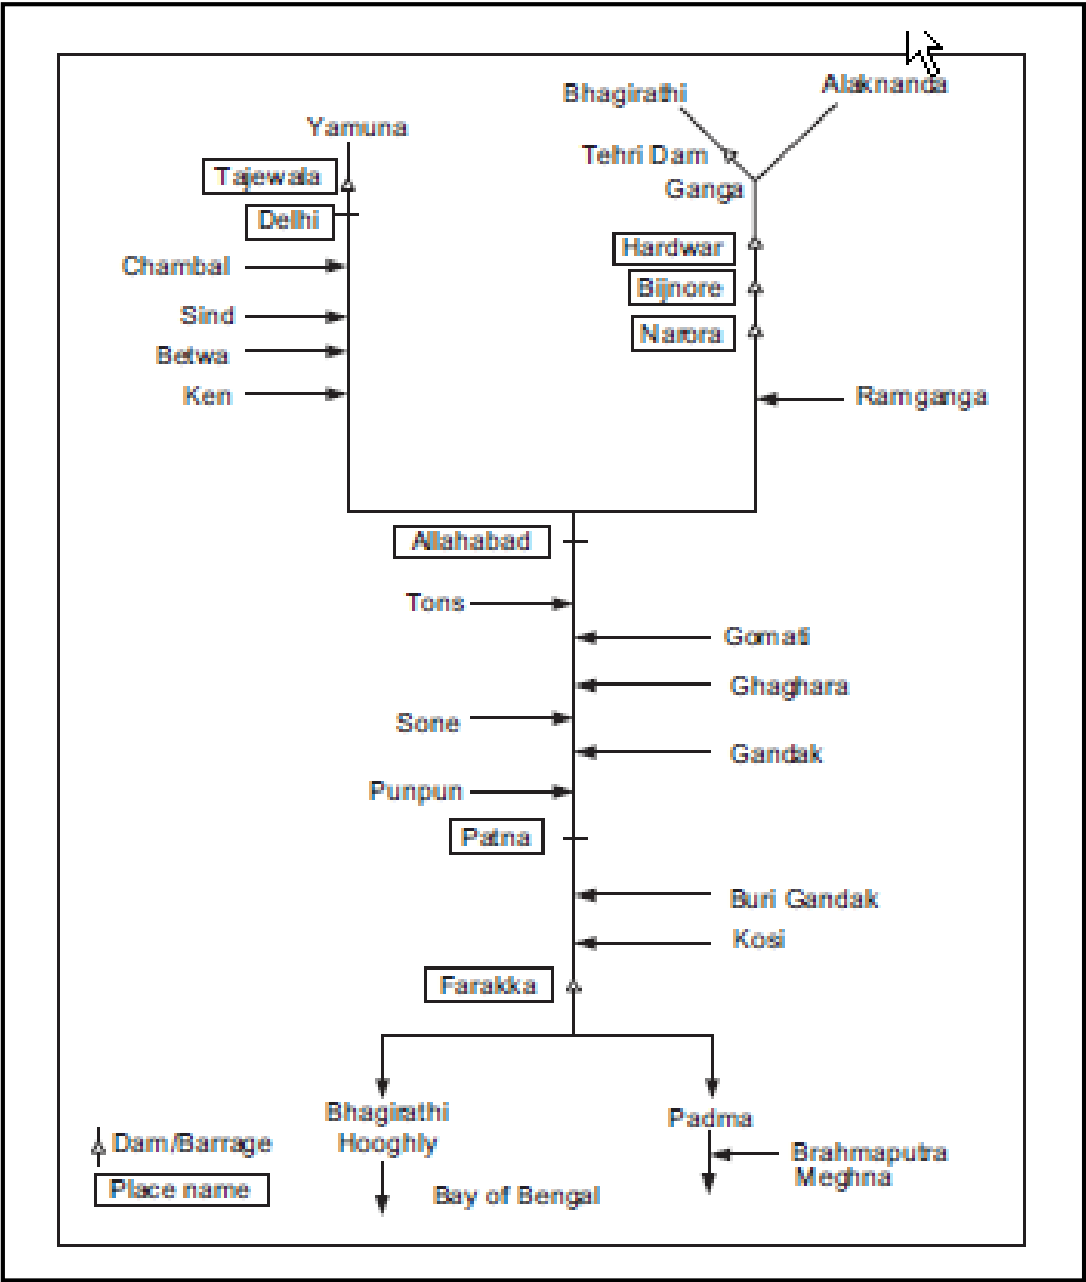 Bhagirathi
Alaknanda
Yamuna
Tehri Dam
Tajewala
Ganga
Delhi
Hardwar
Chambal
Bijnore
Sind
Narora
Betwa
Ken
Ramganga
Allahabad
Tons
Gomati
Ghaghara
Sone
Gandak
Punpun
Patna
Buri Gandak
Kosi
Farakka
Bhagirathi
Hooghly
Padma
Dam/Barrage
Brahmaputra
Meghna
Place name
Bay of Bengal